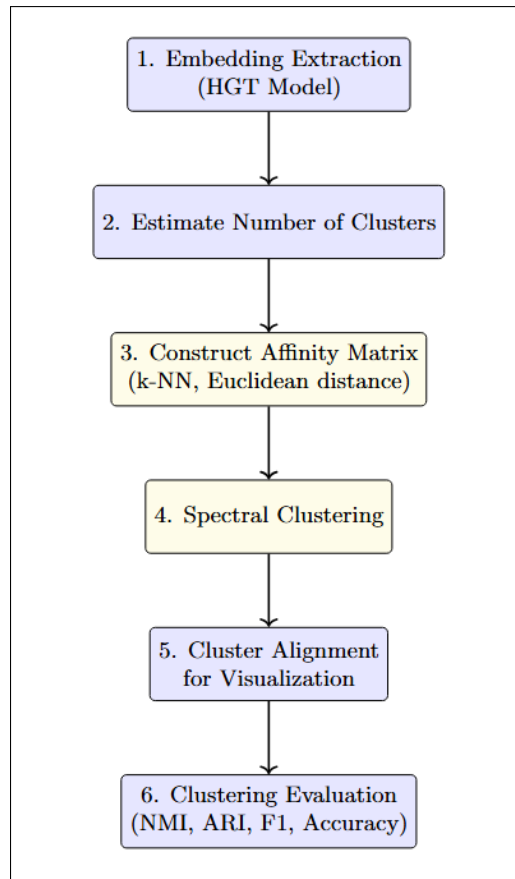 1. Embedding Extraction
(HGT Model)
2. Estimate Number of Clusters
3. Construct Affinity Matrix
(k-NN, Euclidean distance)
4. Spectral Clustering
5. Cluster Alignment
for Visualization
6. Clustering Evaluation
(NMI, ARI, F1, Accuracy)